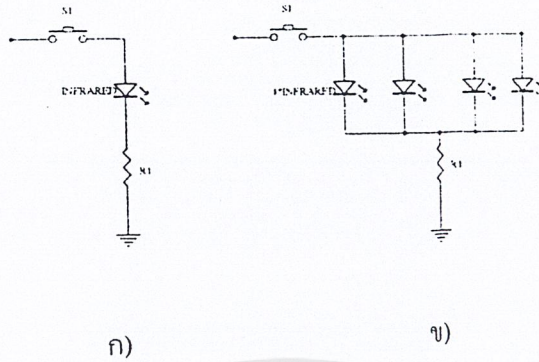 S1
INFRARED
R1
S1
INFRARED
R1
ก)
ข)